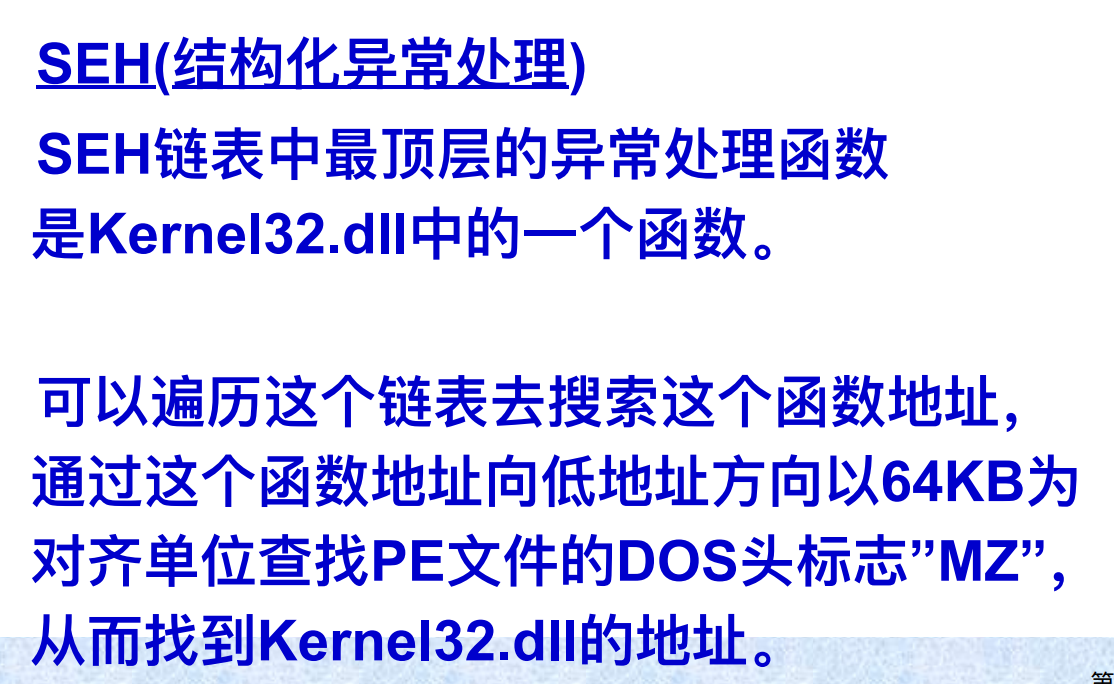 SEH(结构化异常处理)
SEH链表中最顶层的异常处理函数
是Kernel32.dll中的一个函数。
可以遍历这个链表去搜索这个函数地址，
通过这个函数地址向低地址方向以64KB为
对齐单位查找PE文件的DOS头标志”MZ”，
从而找到Kernel32.dll的地址。
第